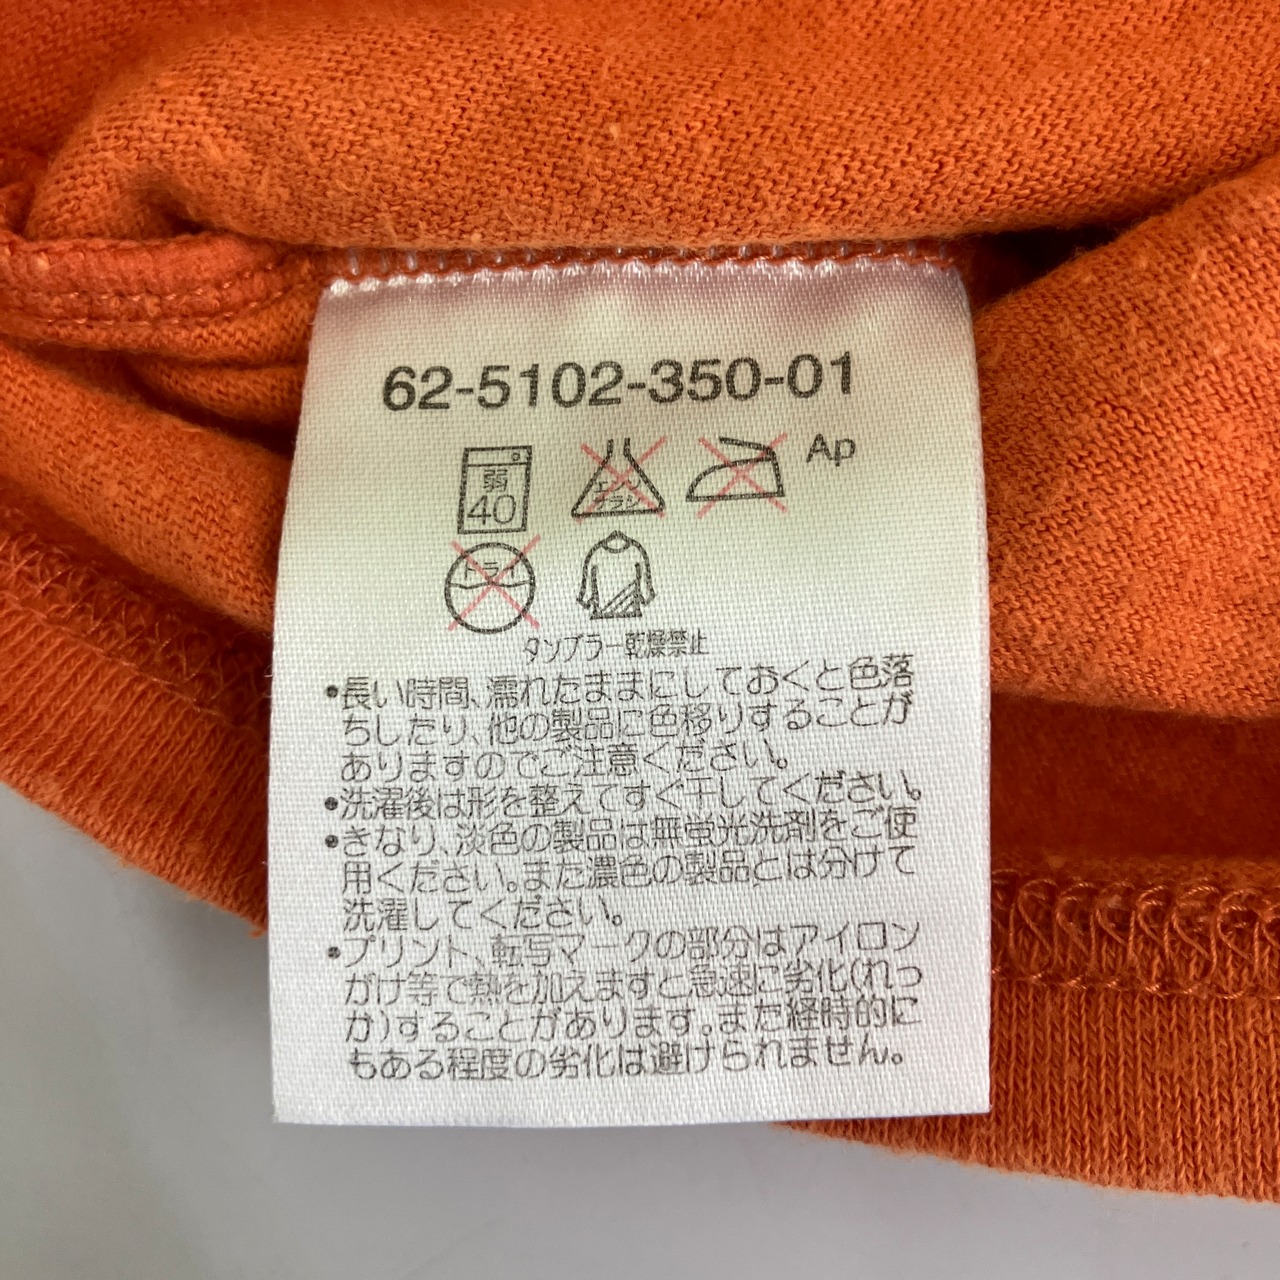 62-5102-350-01
弱
40
エンソ
サラシ
Ap
ドライ
タンブラー乾燥禁止
•長い時間、濡れたままにしておくと色落
ちしたり、他の製品に色移りすることが
ありますのでご注意ください。
•洗濯後は形を整えてすぐ干してください。
•きなり、淡色の製品は無蛍光洗剤をご使
用ください。また濃色の製品とは分けて
洗濯してください。
•プリント、転写マークの部分はアイロン
がけ等で熱を加えますと急速に劣化(れっ
か)することがあります。また経時的に
もある程度の劣化は避けられません。